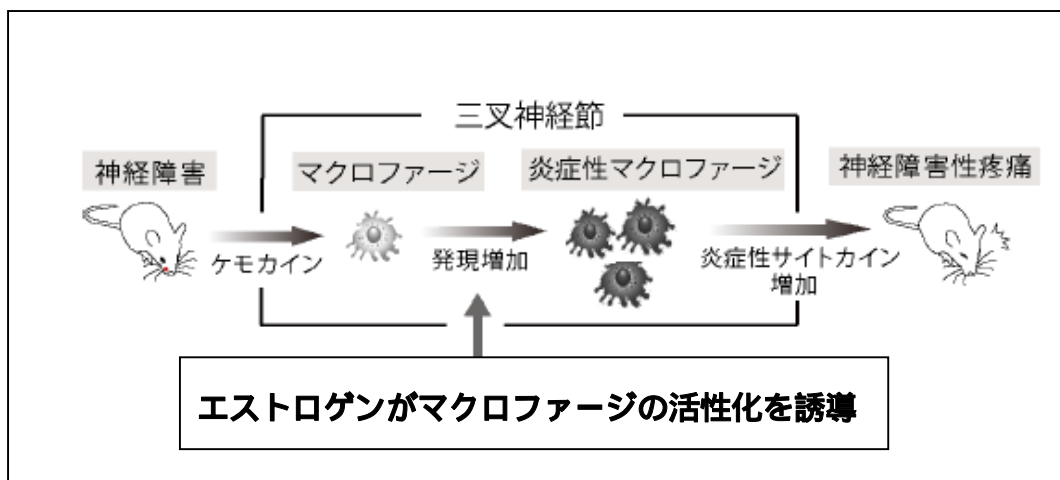 三叉神経節
神経障害
マクロファージ
炎症性マクロファージ
神経障害性疼痛
ケモカイン
発現増加
炎症性サイトカイン
増加
エストロゲンがマクロファージの活性化を誘導